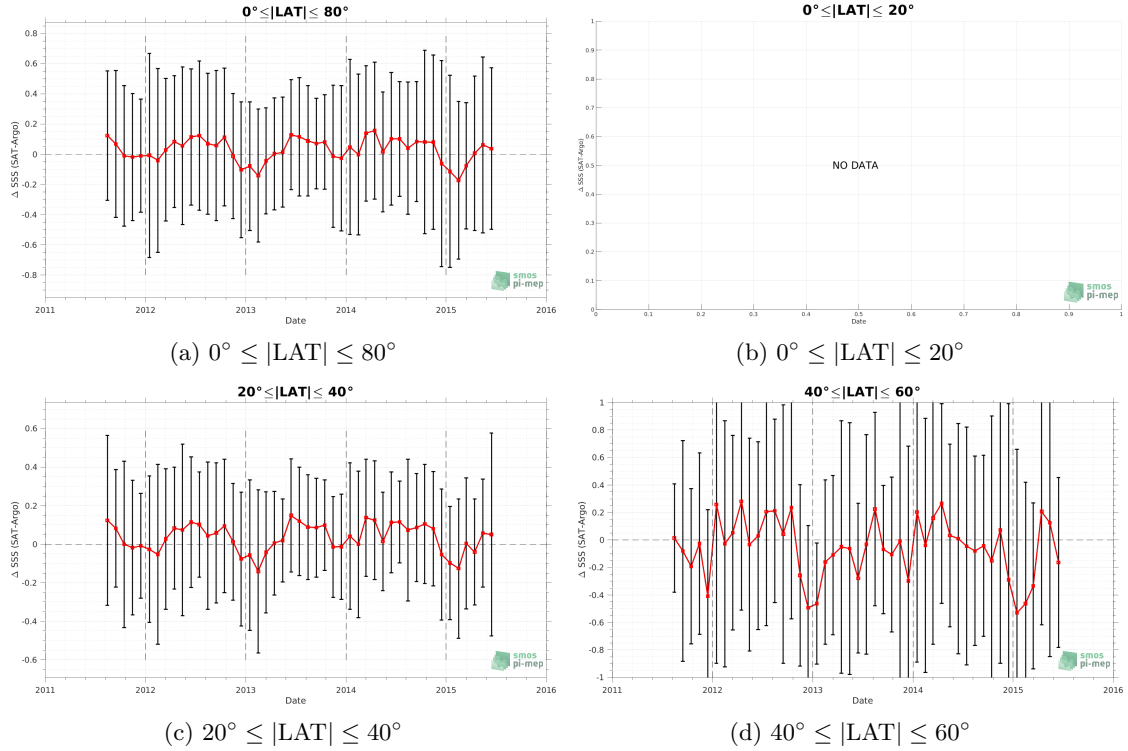 0°≤|LAT|≤ 80°
0.8
0.6
0.4
0.2
0
-0.2
-0.4
-0.6
-0.8
Δ SSS (SAT-Argo)
2011 2012 2013 2014 2015 2016
Date
smos
pi-mep
(a) 0° ≤ |LAT| ≤ 80°
0°≤|LAT|≤ 20°
1
0.9
0.8
0.7
0.6
0.5
0.4
0.3
0.2
0.1
0
Δ SSS (SAT-Argo)
NO DATA
0 0.1 0.2 0.3 0.4 0.5 0.6 0.7 0.8 0.9 1
Date
smos
pi-mep
(b) 0° ≤ |LAT| ≤ 20°
20°≤|LAT|≤ 40°
0.6
0.4
0.2
0
-0.2
-0.4
-0.6
Δ SSS (SAT-Argo)
2011 2012 2013 2014 2015 2016
Date
smos
pi-mep
(c) 20° ≤ |LAT| ≤ 40°
40°≤|LAT|≤ 60°
1
0.8
0.6
0.4
0.2
0
-0.2
-0.4
-0.6
-0.8
-1
Δ SSS (SAT-Argo)
2011 2012 2013 2014 2015 2016
Date
smos
pi-mep
(d) 40° ≤ |LAT| ≤ 60°